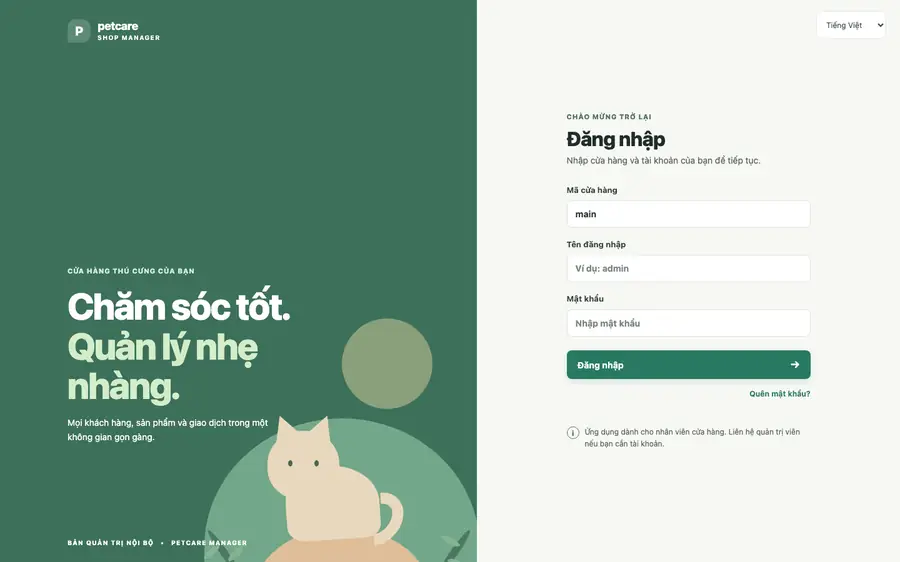 P
petcare
SHOP MANAGER
Tiếng Việt
CỬA HÀNG THÚ CƯNG CỦA BẠN
Chăm sóc tốt.
Quản lý nhẹ
nhàng.
Mọi khách hàng, sản phẩm và giao dịch trong một
không gian gọn gàng.
BẢN QUẢN TRỊ NỘI BỘ • PETCARE MANAGER
CHÀO MỪNG TRỞ LẠI
Đăng nhập
Nhập cửa hàng và tài khoản của bạn để tiếp tục.
Mã cửa hàng
main
Tên đăng nhập
Ví dụ: admin
Mật khẩu
Nhập mật khẩu
Đăng nhập →
Quên mật khẩu?
Ứng dụng dành cho nhân viên cửa hàng. Liên hệ quản trị viên
nếu bạn cần tài khoản.